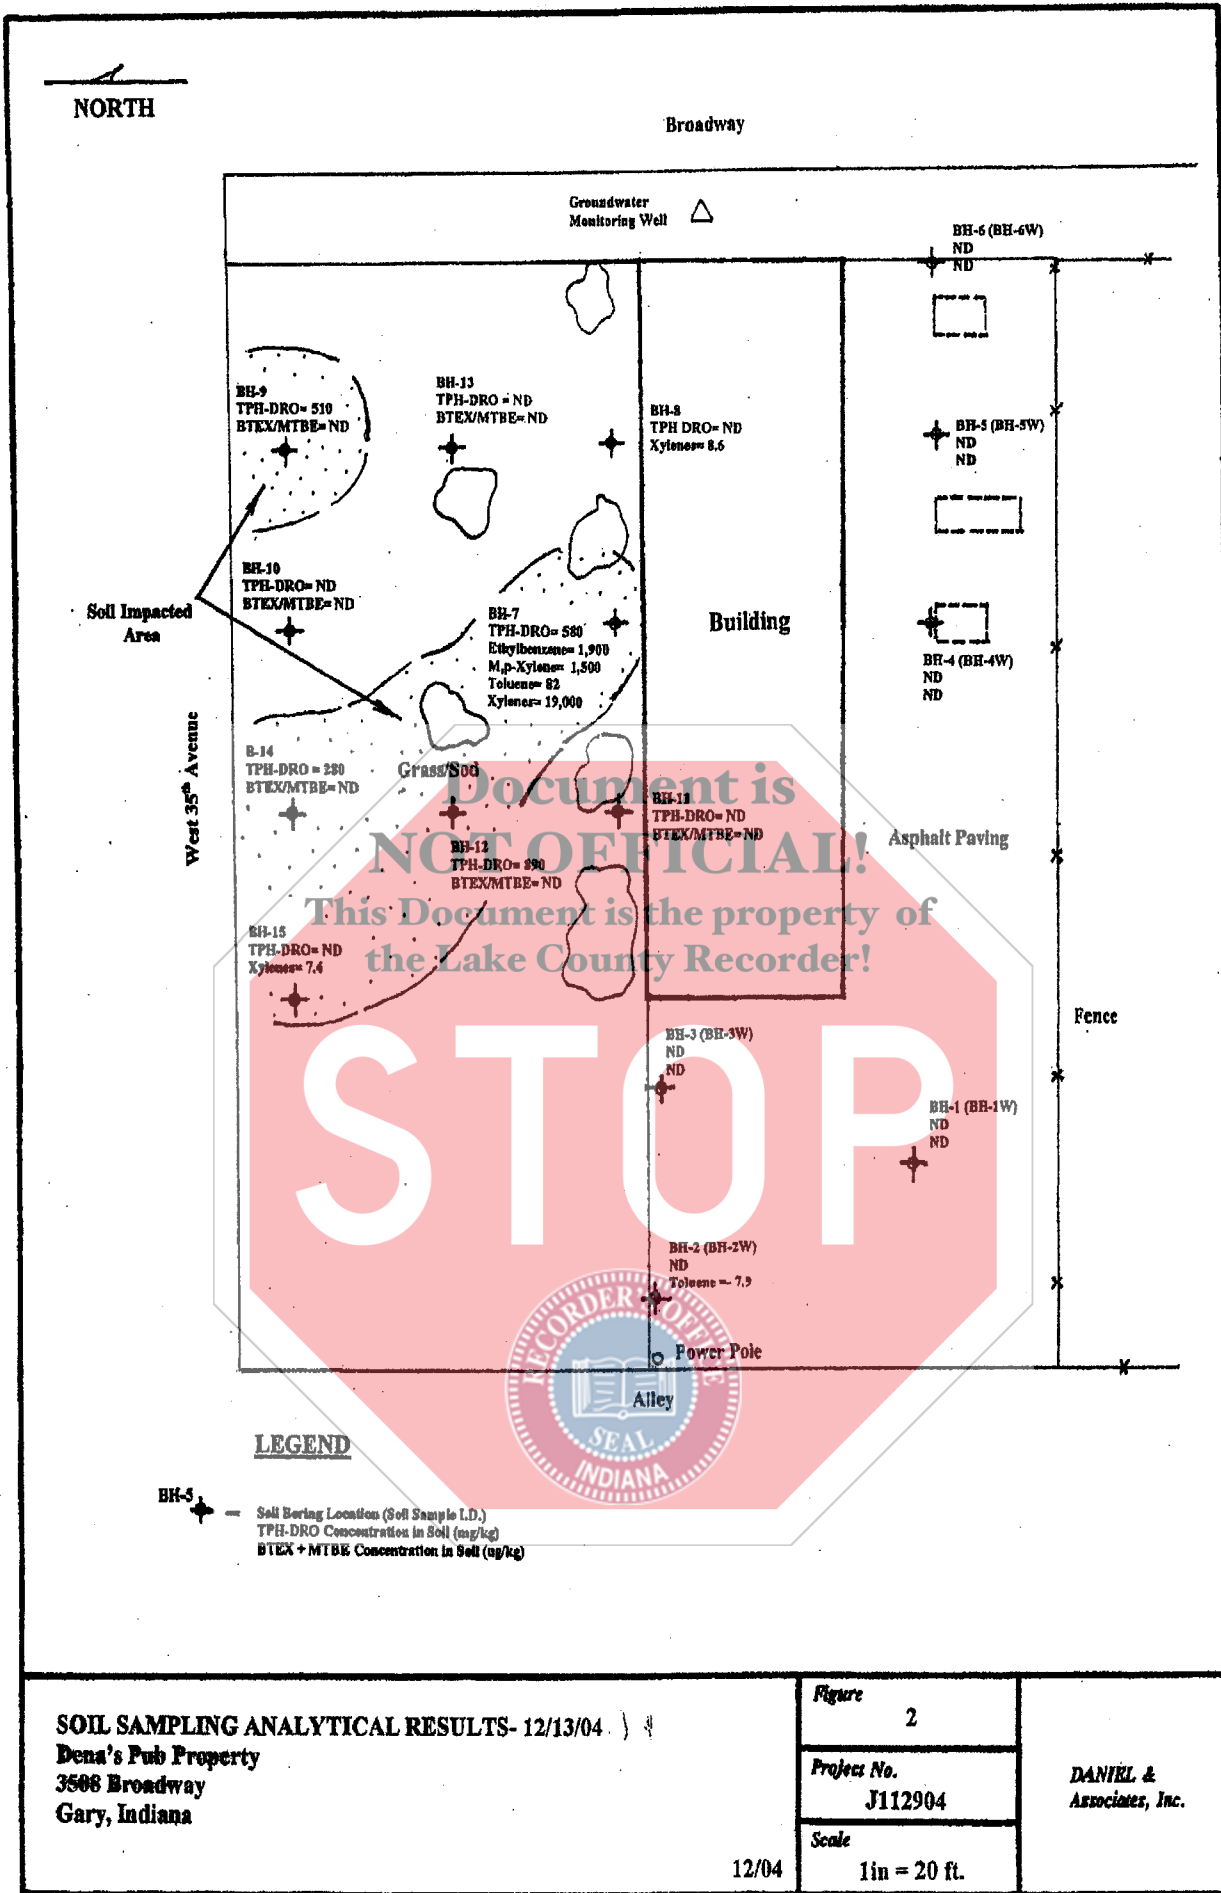 NORTH
Broadway
Groundwater
Monitoring Well
BH-6 (BH-6W)
ND
ND
BH-9
TPH-DRO= 510
BTEX/MTBE= ND
BH-13
TPH-DRO = ND
BTEX/MTBE= ND
BH-8
TPH DRO= ND
Xylenes= 8.6
BH-5 (BH-5W)
ND
ND
BH-10
TPH-DRO= ND
BTEX/MTBE= ND
Soil Impacted
Area
BH-7
TPH-DRO= 580
Ethylbenzene= 1,900
M,p-Xylene= 1,500
Toluene= 82
Xylenes= 19,000
Building
BH-4 (BH-4W)
ND
ND
West 35th Avenue
B-14
TPH-DRO = 280
BTEX/MTBE= ND
Grass/Sod
Document is
NOT OFFICIAL!
This Document is the property of
the Lake County Recorder!
BH-11
TPH-DRO= ND
BTEX/MTBE= ND
Asphalt Paving
BH-12
TPH-DRO= 890
BTEX/MTBE= ND
BH-15
TPH-DRO= ND
Xylenes= 7.4
Fence
BH-3 (BH-3W)
ND
ND
STOP
BH-1 (BH-1W)
ND
ND
BH-2 (BH-2W)
ND
Toluene = 7.9
Power Pole
Alley
RECORDER'S OFFICE
SEAL
INDIANA
LEGEND
BH-5
Soil Boring Location (Soil Sample I.D.)
TPH-DRO Concentration in Soil (mg/kg)
BTEX + MTBE Concentration in Soil (ug/kg)
SOIL SAMPLING ANALYTICAL RESULTS- 12/13/04
Dena's Pub Property
3508 Broadway
Gary, Indiana
12/04
Figure
2
Project No.
J112904
Scale
1in = 20 ft.
DANIEL &
Associates, Inc.